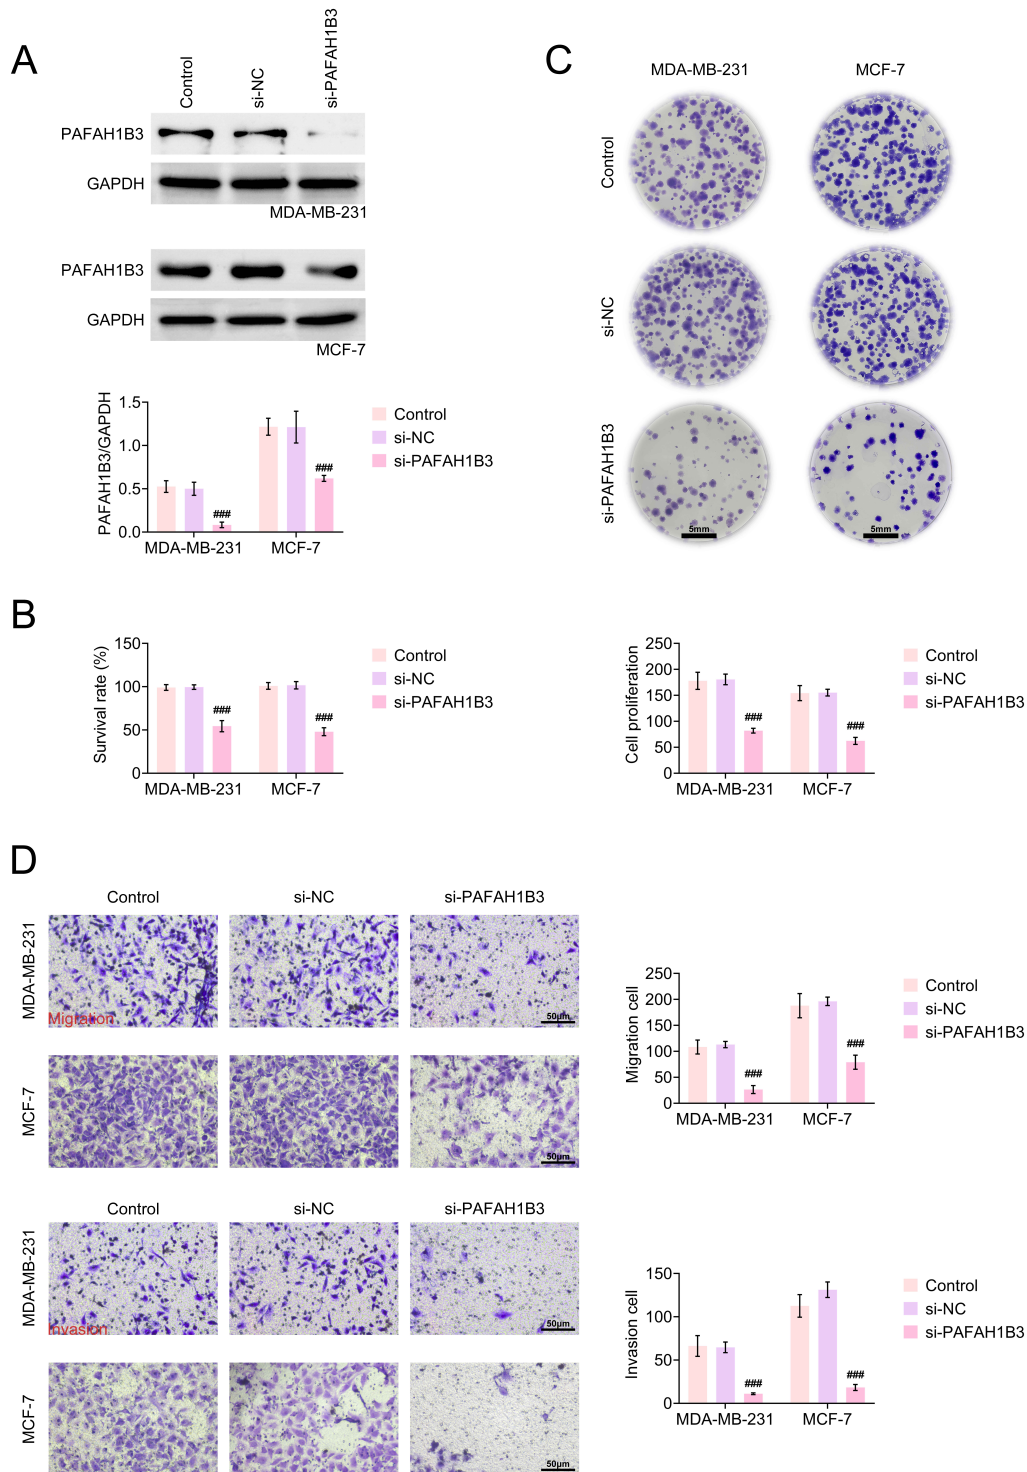 A
Control
si-NC
si-PAFAH1B3
PAFAH1B3
GAPDH
MDA-MB-231
PAFAH1B3
GAPDH
MCF-7
PAFAH1B3/GAPDH
1.5
1.0
0.5
0.0
###
###
MDA-MB-231
MCF-7
Control
si-NC
si-PAFAH1B3
C
MDA-MB-231
MCF-7
Control
si-NC
si-PAFAH1B3
5mm
5mm
B
Survival rate (%)
150
100
50
0
###
###
MDA-MB-231
MCF-7
Control
si-NC
si-PAFAH1B3
Cell proliferation
250
200
150
100
50
0
###
###
MDA-MB-231
MCF-7
Control
si-NC
si-PAFAH1B3
D
Control
si-NC
si-PAFAH1B3
MDA-MB-231
Migration
50μm
MCF-7
50μm
Migration cell
250
200
150
100
50
0
###
###
MDA-MB-231
MCF-7
Control
si-NC
si-PAFAH1B3
Control
si-NC
si-PAFAH1B3
MDA-MB-231
Invasion
50μm
MCF-7
50μm
Invasion cell
150
100
50
0
###
###
MDA-MB-231
MCF-7
Control
si-NC
si-PAFAH1B3